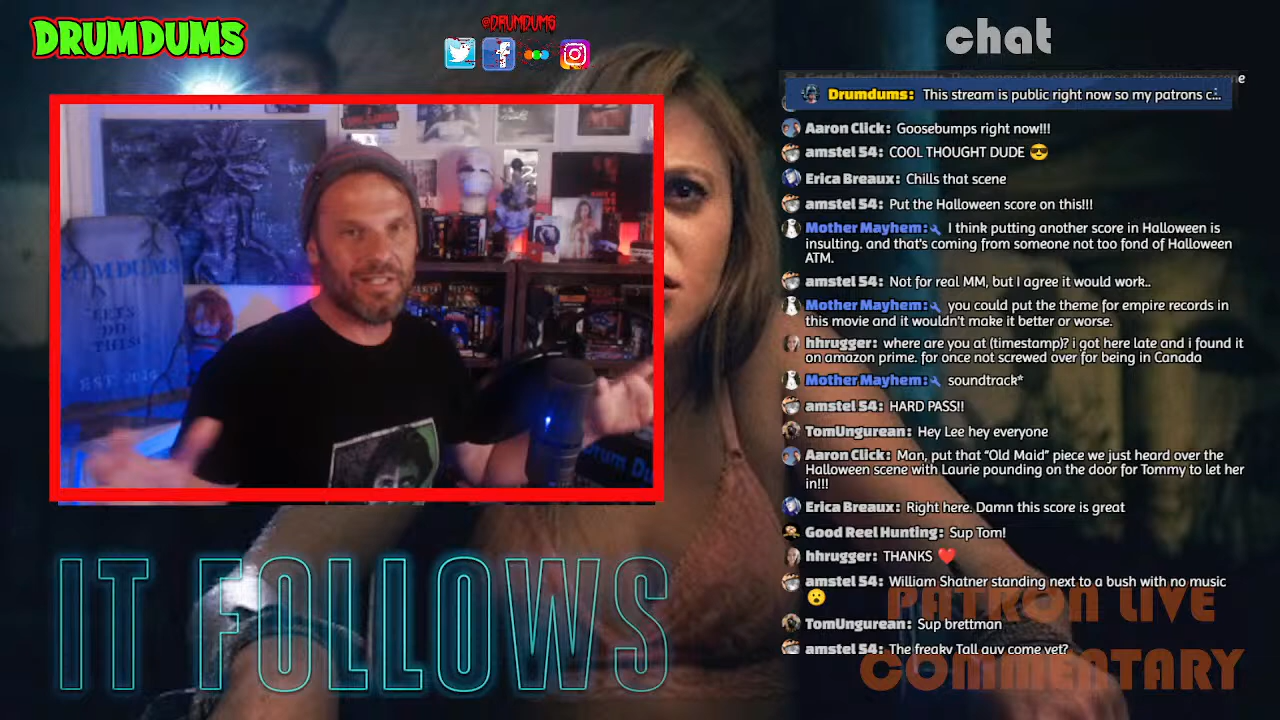 DRUMDUMS
@DRUMDUMS
chat
Drumdums: This stream is public right now so my patrons c...
Aaron Click: Goosebumps right now!!!
amstel 54: COOL THOUGHT DUDE 😎
Erica Breaux: Chills that scene
amstel 54: Put the Halloween score on this!!!
Mother Mayhem: I think putting another score in Halloween is
insulting. and that's coming from someone not too fond of Halloween
ATM.
amstel 54: Not for real MM, but I agree it would work..
Mother Mayhem: you could put the theme for empire records in
this movie and it wouldn't make it better or worse.
hhrugger: where are you at (timestamp)? i got here late and i found it
on amazon prime. for once not screwed over for being in Canada
Mother Mayhem: soundtrack*
amstel 54: HARD PASS!!
TomUngurean: Hey Lee hey everyone
Aaron Click: Man, put that “Old Maid” piece we just heard over the
Halloween scene with Laurie pounding on the door for Tommy to let her
in!!!
Erica Breaux: Right here. Damn this score is great
Good Reel Hunting: Sup Tom!
hhrugger: THANKS ❤️
amstel 54: William Shatner standing next to a bush with no music
😮
TomUngurean: Sup brettman
amstel 54: The freaky Tall guy come yet?
DRUMDUMS
LET'S
DO
THIS
EST. 
IT FOLLOWS
PATRON LIVE
COMMENTARY